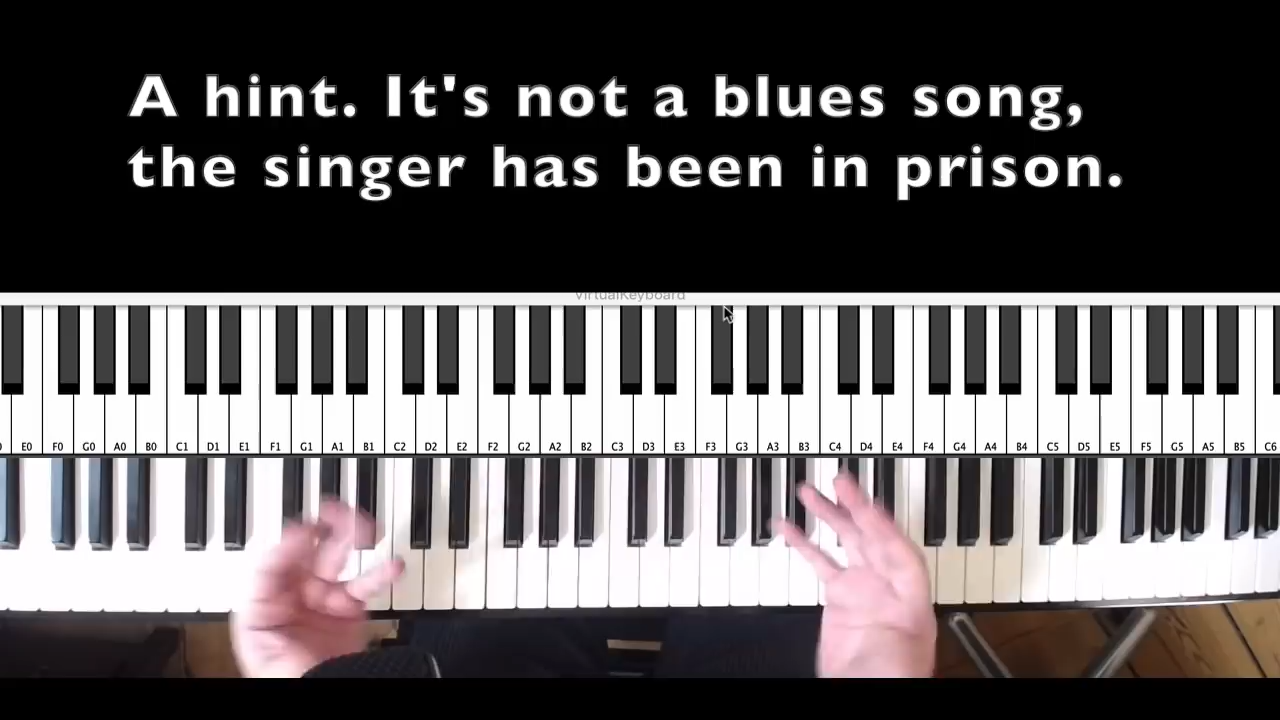 A hint. It's not a blues song,
the singer has been in prison.
VirtualKeyboard
E0 F0 G0 A0 B0 C1 D1 E1 F1 G1 A1 B1 C2 D2 E2 F2 G2 A2 B2 C3 D3 E3 F3 G3 A3 B3 C4 D4 E4 F4 G4 A4 B4 C5 D5 E5 F5 G5 A5 B5 C6